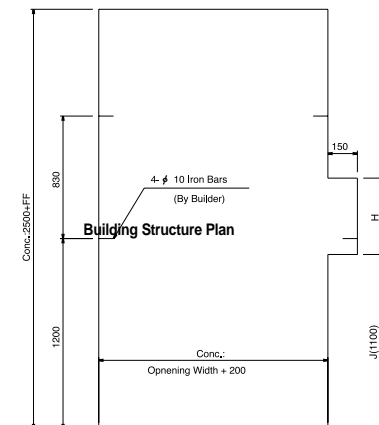 150
4- ϕ 10 Iron Bars
(By Builder)
830
H
Conc.:2500+FF
Building Structure Plan
1200
J(1100)
Conc.:
Opnening Width + 200